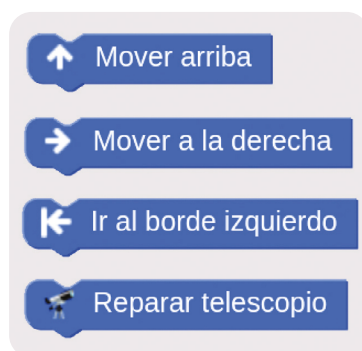 Mover arriba
Mover a la derecha
Ir al borde izquierdo
Reparar telescopio